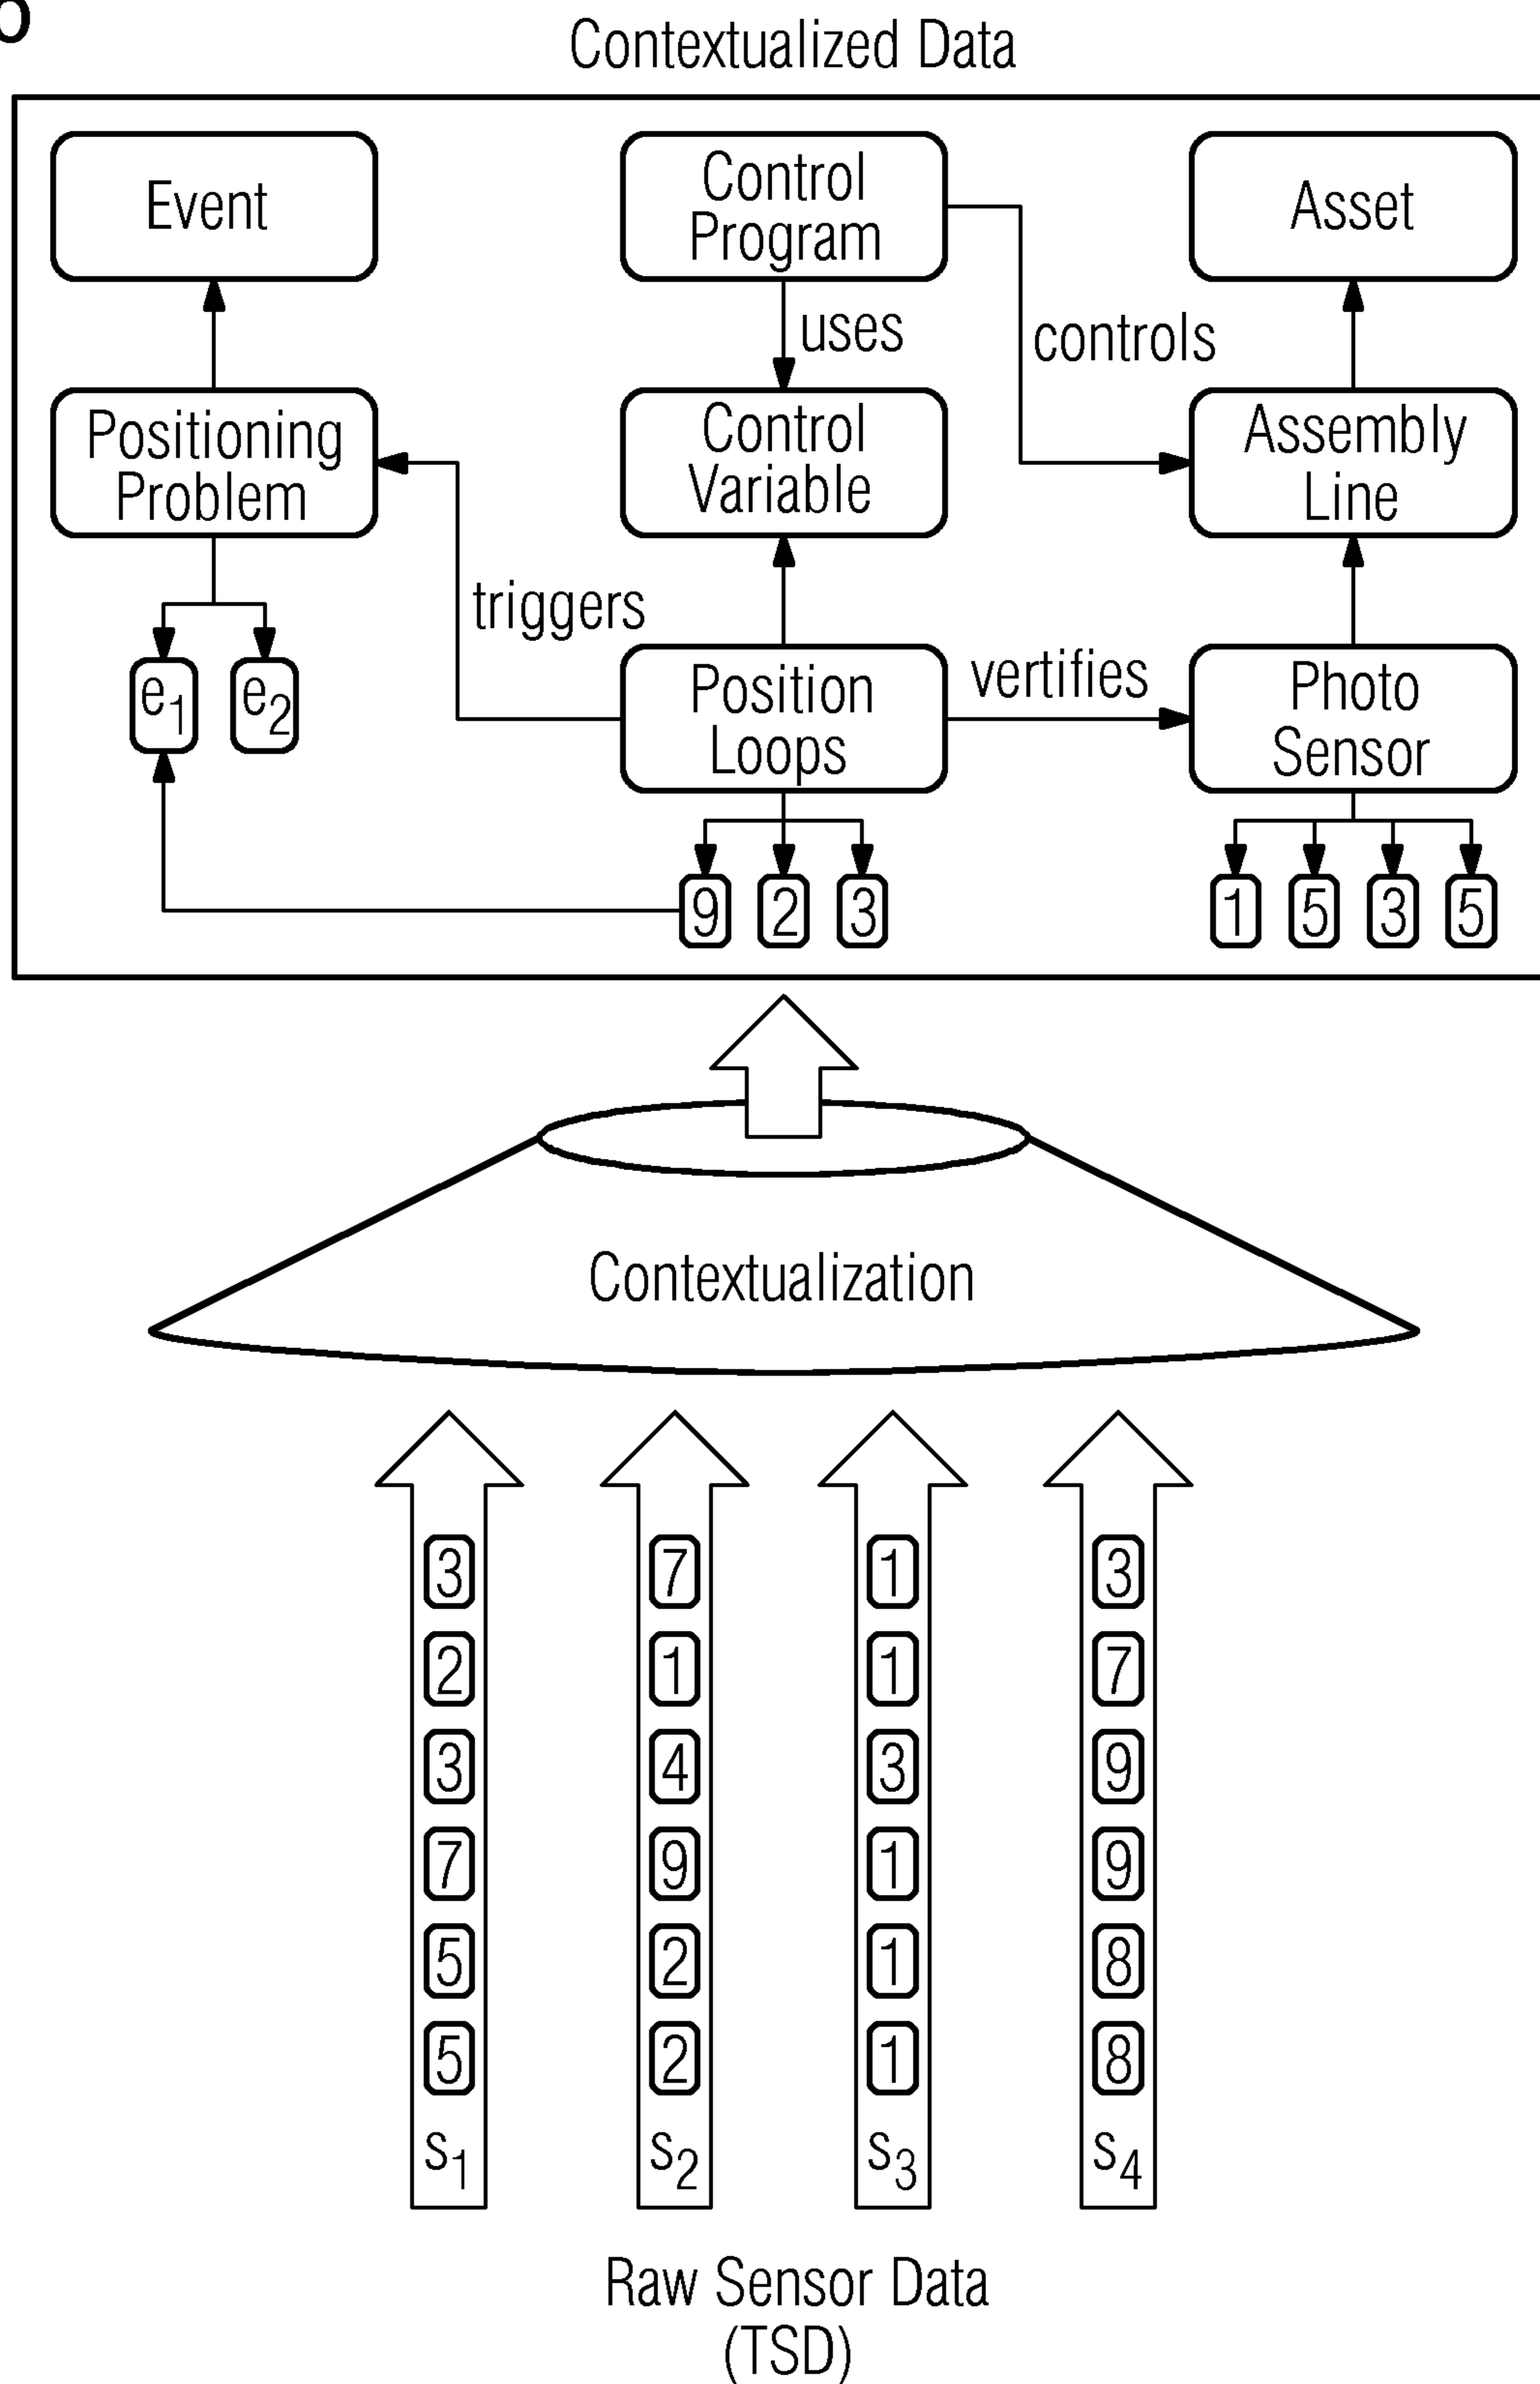 Contextualized Data
Event
Control
Program
Asset
uses
controls
Positioning
Problem
Control
Variable
Assembly
Line
triggers
e1
e2
Position
Loops
vertifies
Photo
Sensor
9 2 3
1 5 3 5
Contextualization
3 7 1 3
2 1 1 7
3 4 3 9
7 9 1 9
5 2 1 8
5 2 1 8
s1 s2 s3 s4
Raw Sensor Data
(TSD)